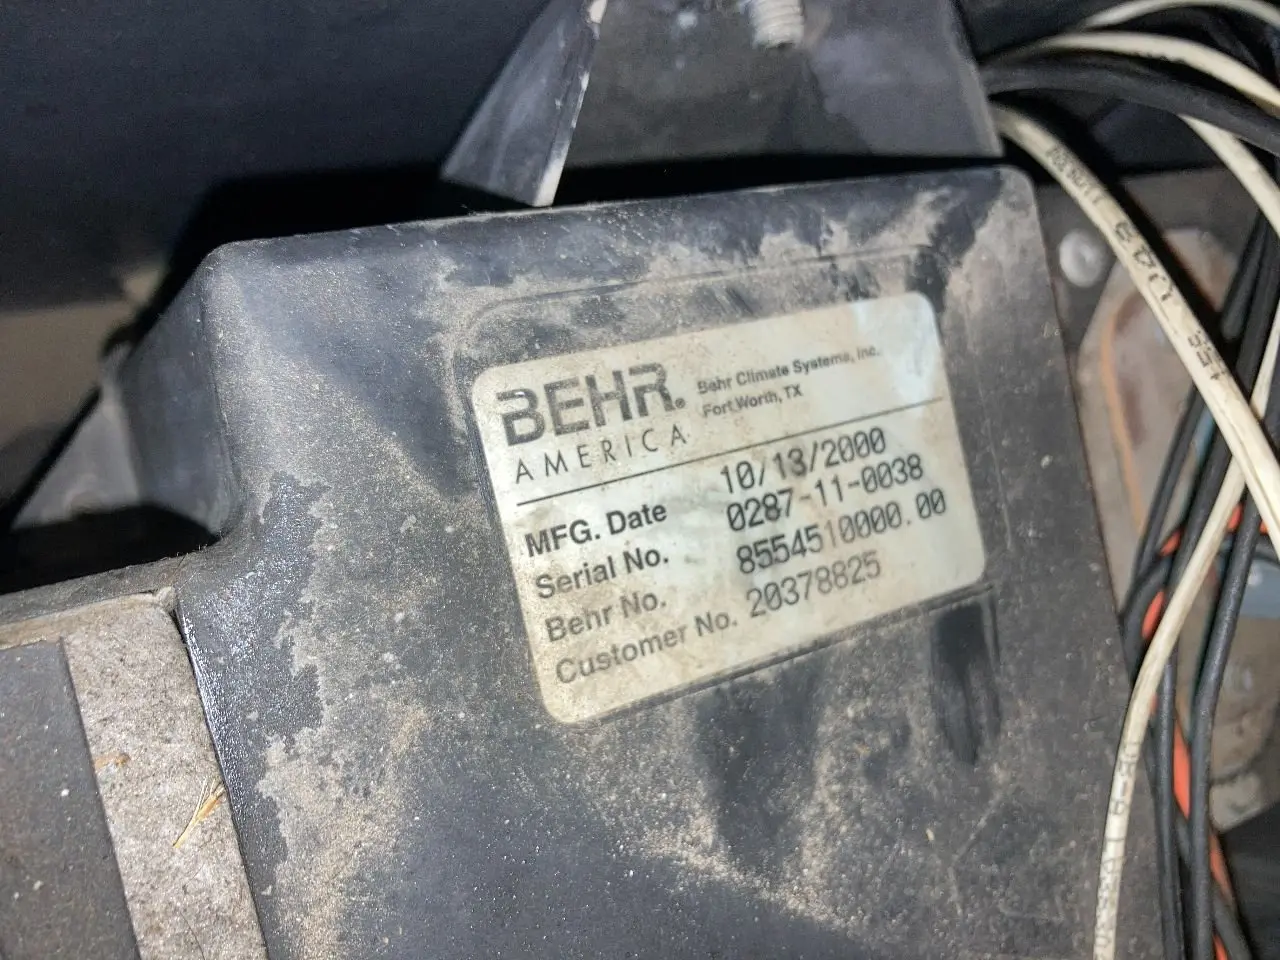 BEHR. Behr Climate Systems, Inc.
AMERICA Fort Worth, TX
MFG. Date 10/13/2000
Serial No. 0287-11-0038
Behr No. 8554510000.00
Customer No. 20378825